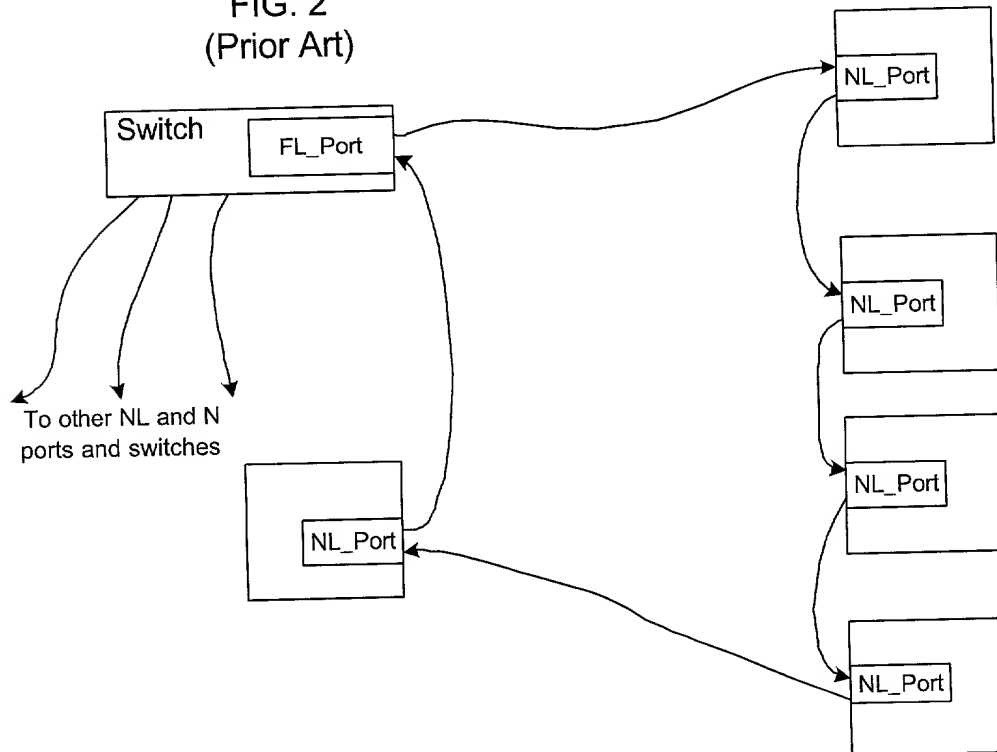 FIG. 2
(Prior Art)
NL_Port
Switch
FL_Port
NL_Port
To other NL and N
ports and switches
NL_Port
NL_Port
NL_Port